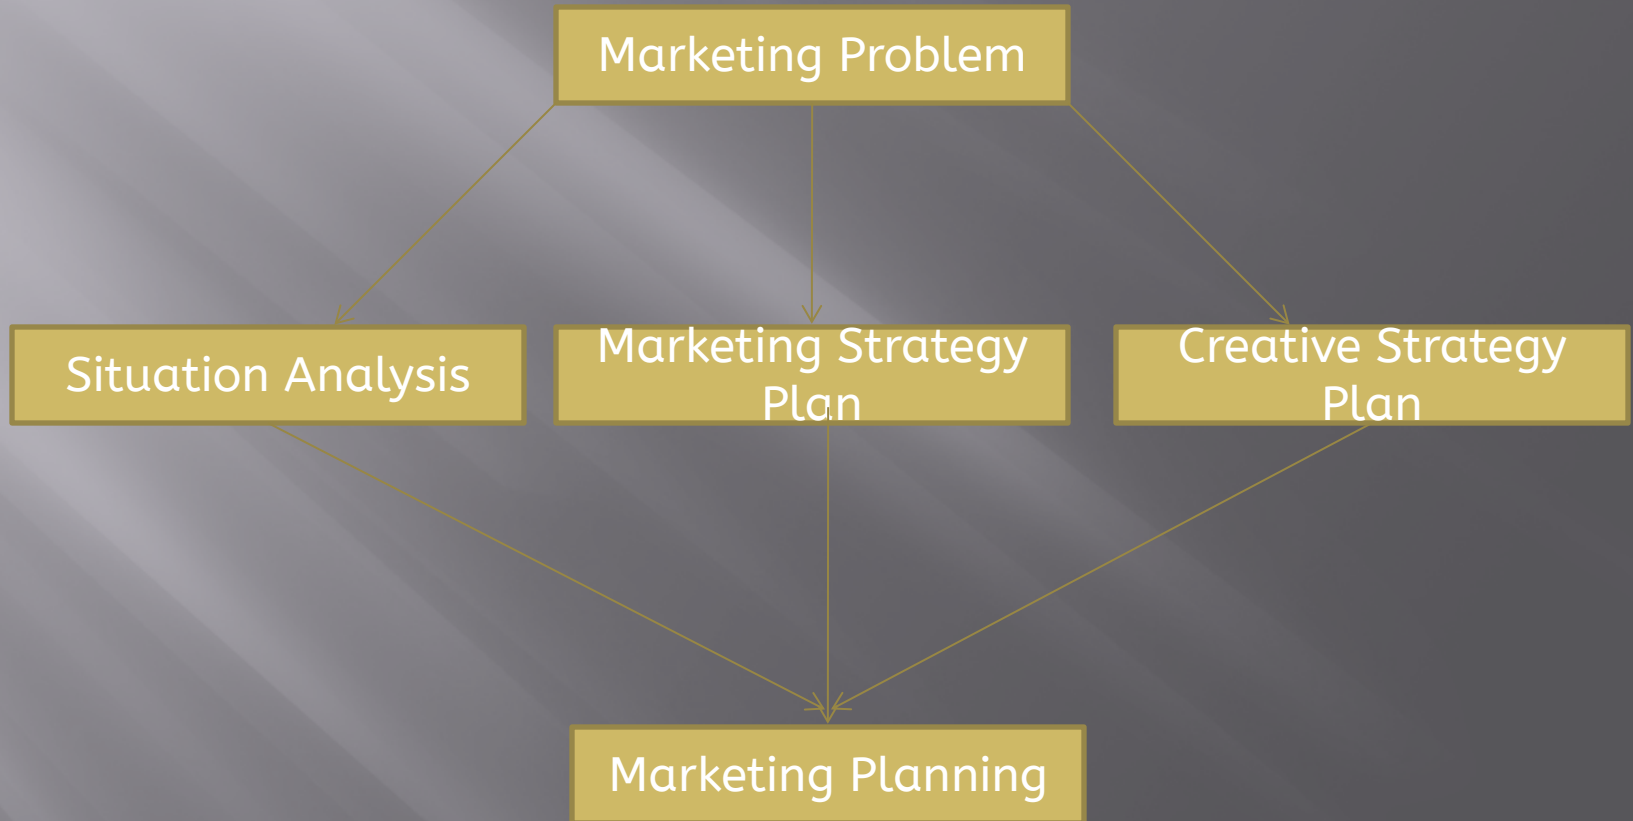 Marketing Problem
Situation Analysis
Marketing Strategy
Plan
Creative Strategy
Plan
Marketing Planning